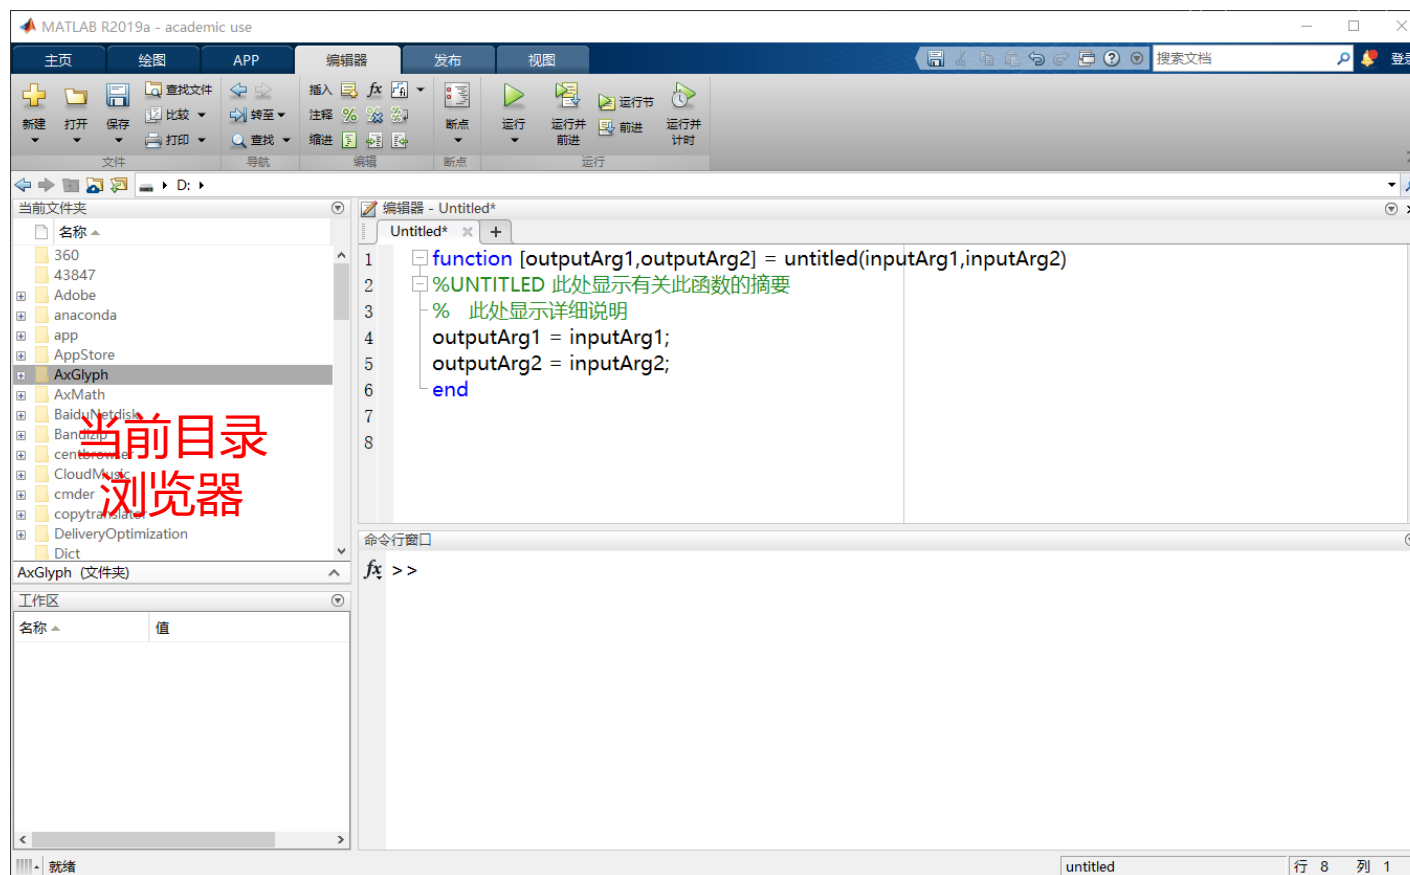 MATLAB R2019a - academic use
主页 绘图 APP 编辑器 发布 视图 搜索文档
新建 打开 保存 查找文件 比较 打印 转至 查找 插入 fx 注释 缩进 断点 运行 运行并前进 运行节 前进 运行并计时
文件 导航 编辑 断点 运行
D:
当前文件夹
名称
360
43847
Adobe
anaconda
app
AppStore
AxGlyph
AxMath
BaiduNetdisk
Bandizip
centbrowser
CloudMusic
cmder
copytranslator
DeliveryOptimization
Dict
当前目录
浏览器
AxGlyph (文件夹)
工作区
名称 值
编辑器 - Untitled*
Untitled* +
1 function [outputArg1,outputArg2] = untitled(inputArg1,inputArg2)
2 %UNTITLED 此处显示有关此函数的摘要
3 % 此处显示详细说明
4 outputArg1 = inputArg1;
5 outputArg2 = inputArg2;
6 end
7
8
命令行窗口
fx >>
就绪 untitled 行 8 列 1